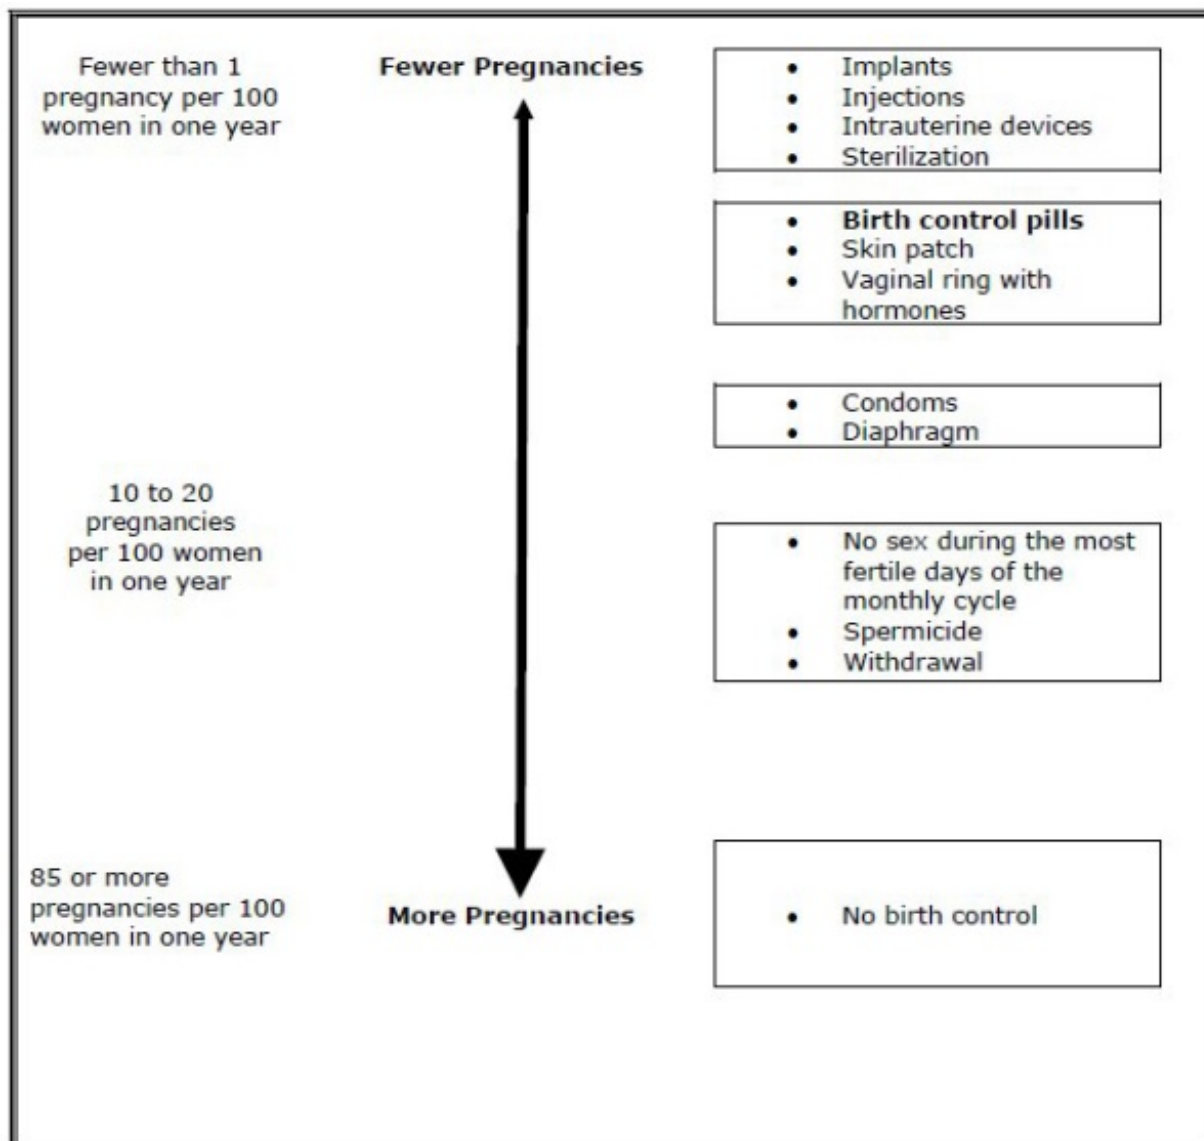 Fewer than 1
pregnancy per 100
women in one year
Fewer Pregnancies
• Implants
• Injections
• Intrauterine devices
• Sterilization
• Birth control pills
• Skin patch
• Vaginal ring with
hormones
• Condoms
• Diaphragm
10 to 20
pregnancies
per 100 women
in one year
• No sex during the most
fertile days of the
monthly cycle
• Spermicide
• Withdrawal
85 or more
pregnancies per 100
women in one year
More Pregnancies
• No birth control